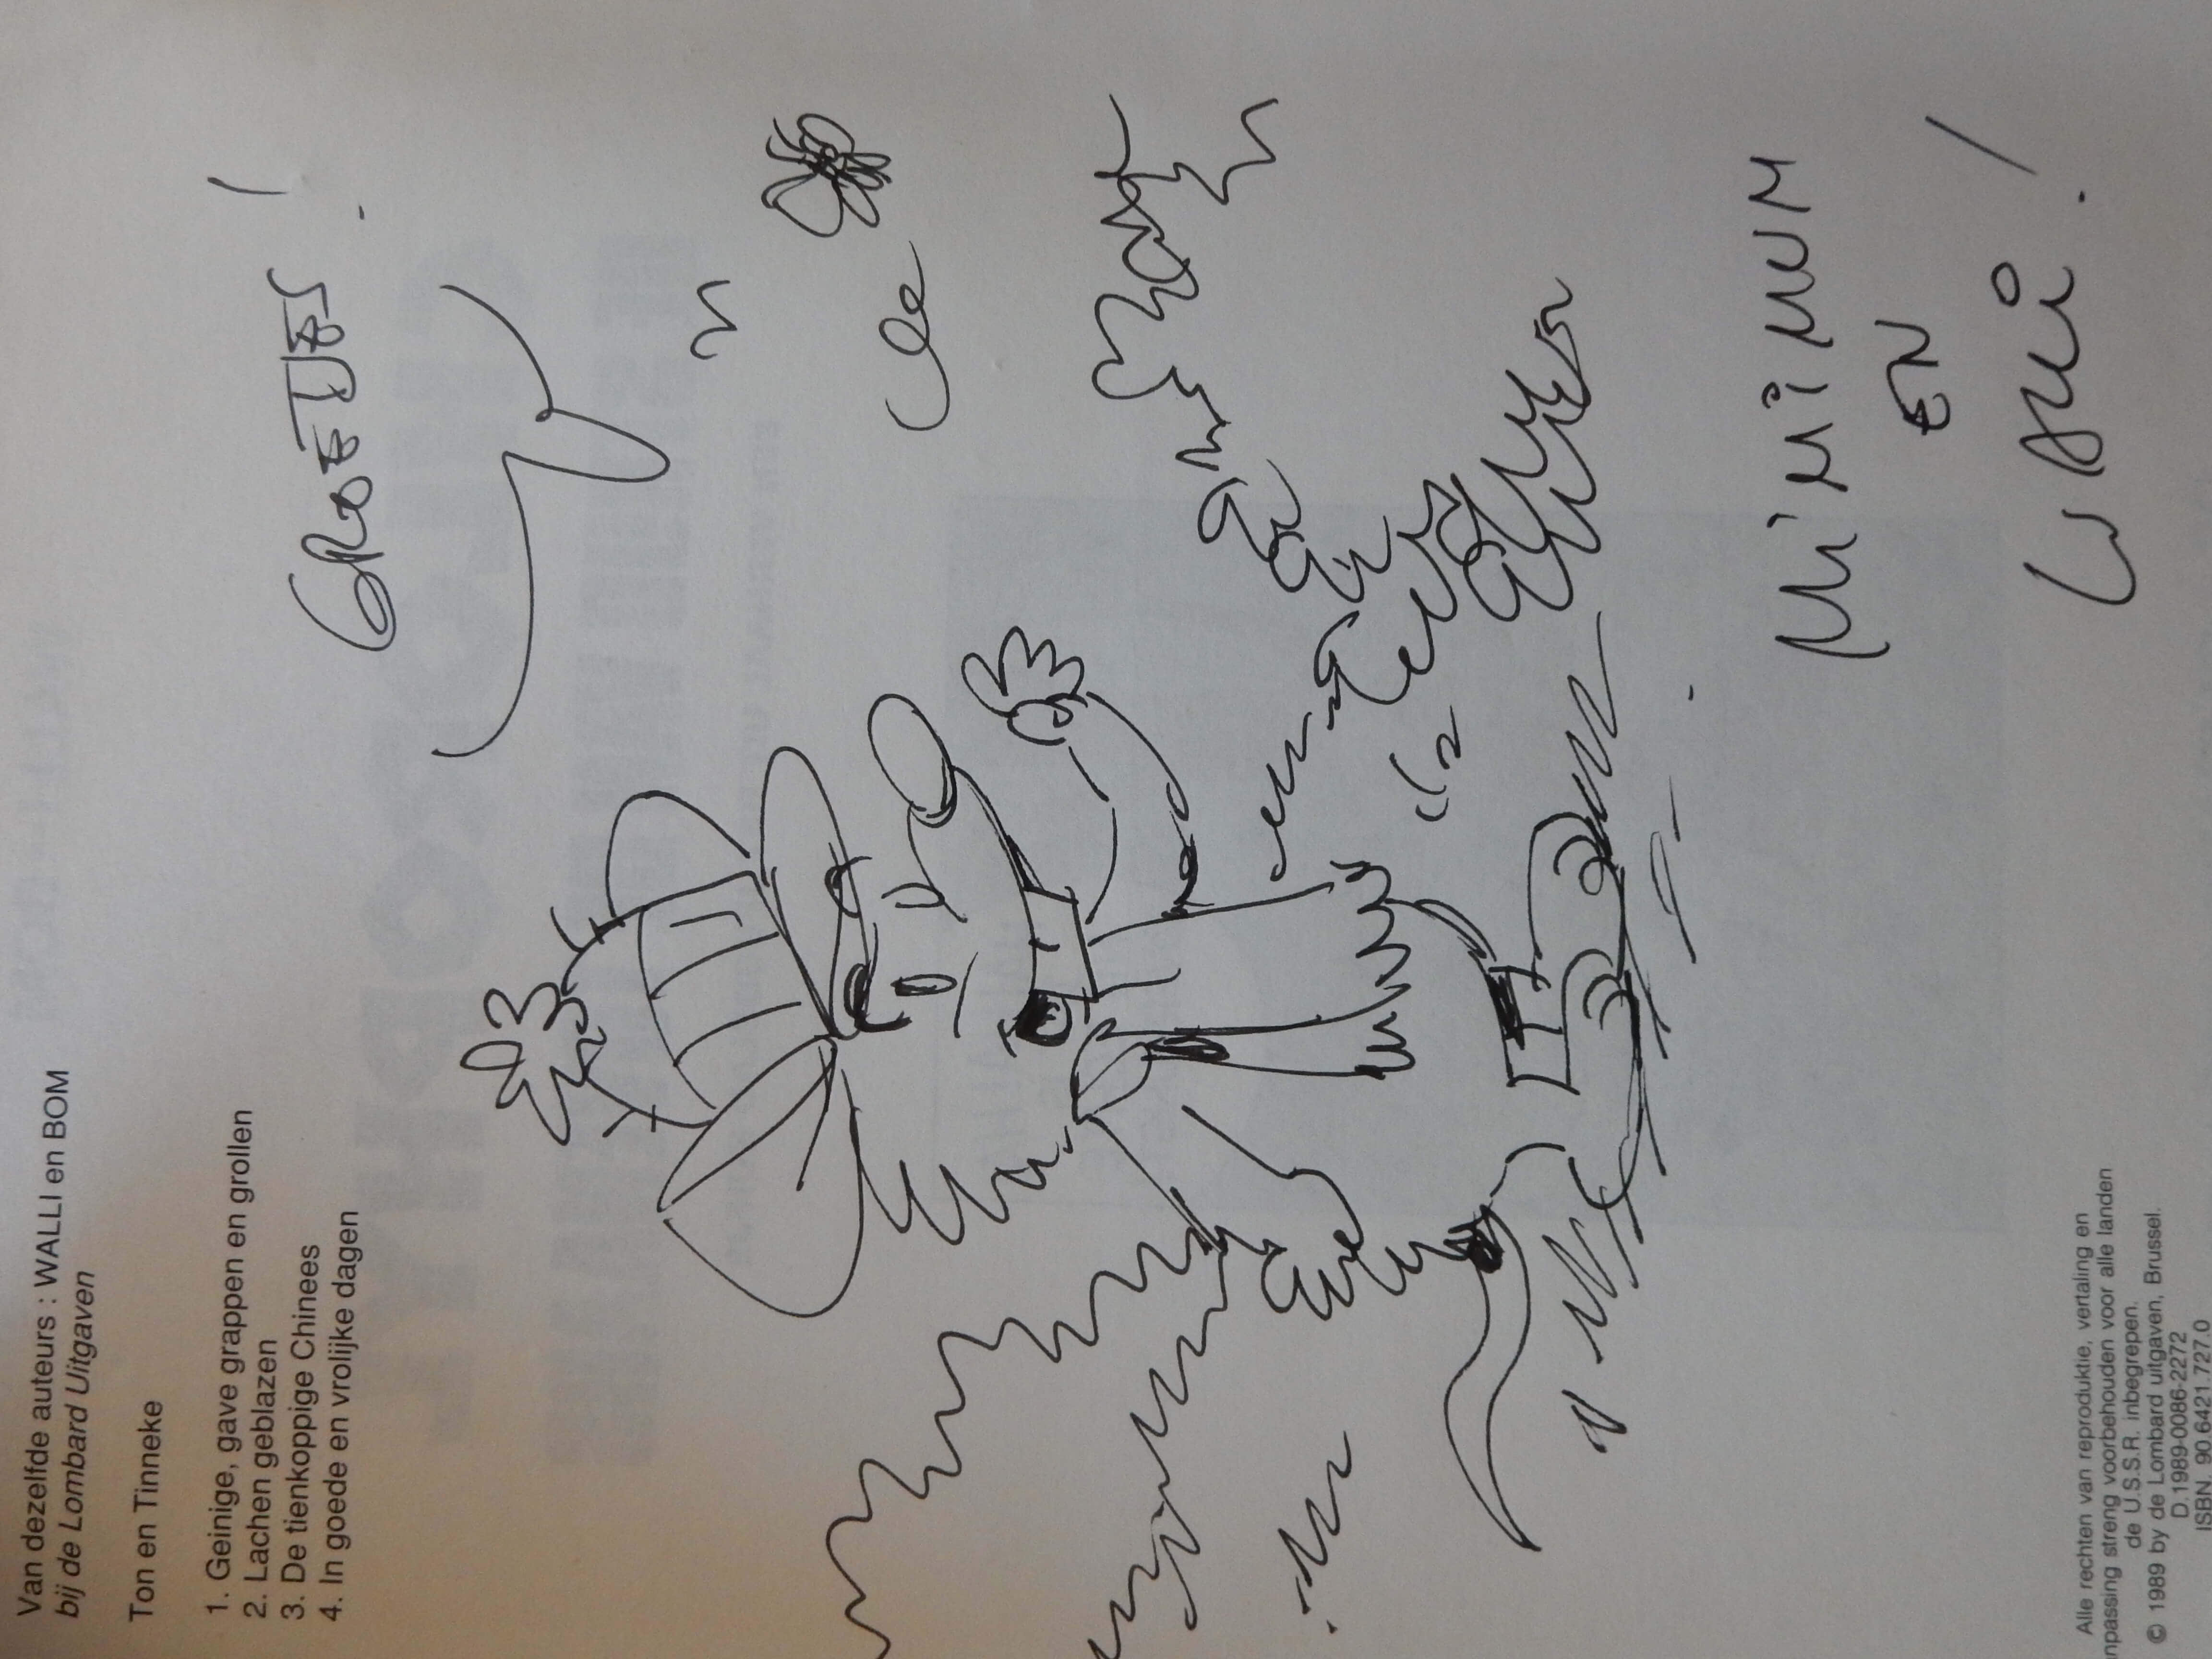 Van dezelfde auteurs : WALLI en BOM
bij de Lombard Uitgaven
Ton en Tinneke
1. Geinige, gave grappen en grollen
2. Lachen geblazen
3. De tienkoppige Chinees
4. In goede en vrolijke dagen
GROETJES !
MiNiMUM
EN
WALLi !
Alle rechten van reproduktie, vertaling en
npassing streng voorbehouden voor alle landen
de U.S.S.R. inbegrepen.
© 1989 by de Lombard uitgaven, Brussel.
D.1989-0086-2272
ISBN. 90.6421.727.0